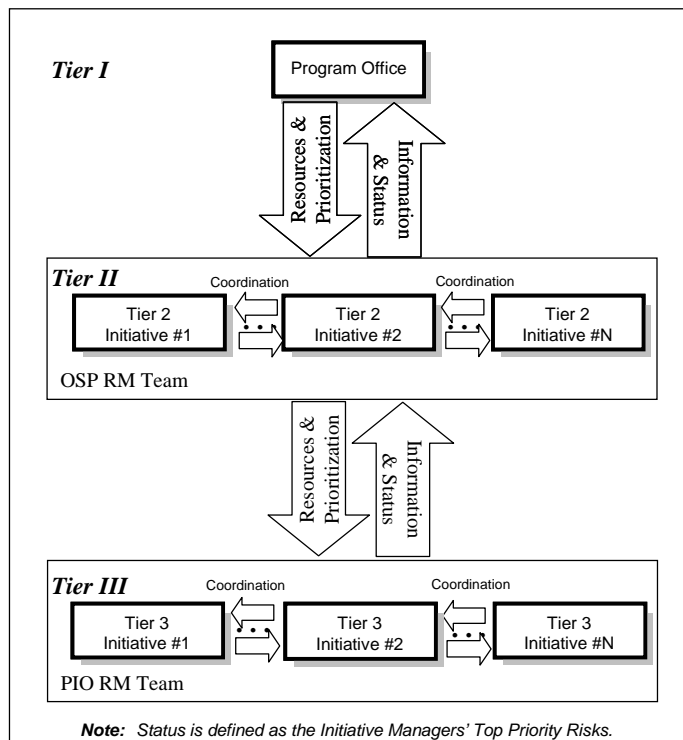 Tier I
Program Office
Resources &
Prioritization
Information
& Status
Tier II
Coordination
Coordination
Tier 2
Initiative #1
Tier 2
Initiative #2
Tier 2
Initiative #N
OSP RM Team
Resources &
Prioritization
Information
& Status
Tier III
Coordination
Coordination
Tier 3
Initiative #1
Tier 3
Initiative #2
Tier 3
Initiative #N
PIO RM Team
Note: Status is defined as the Initiative Managers' Top Priority Risks.